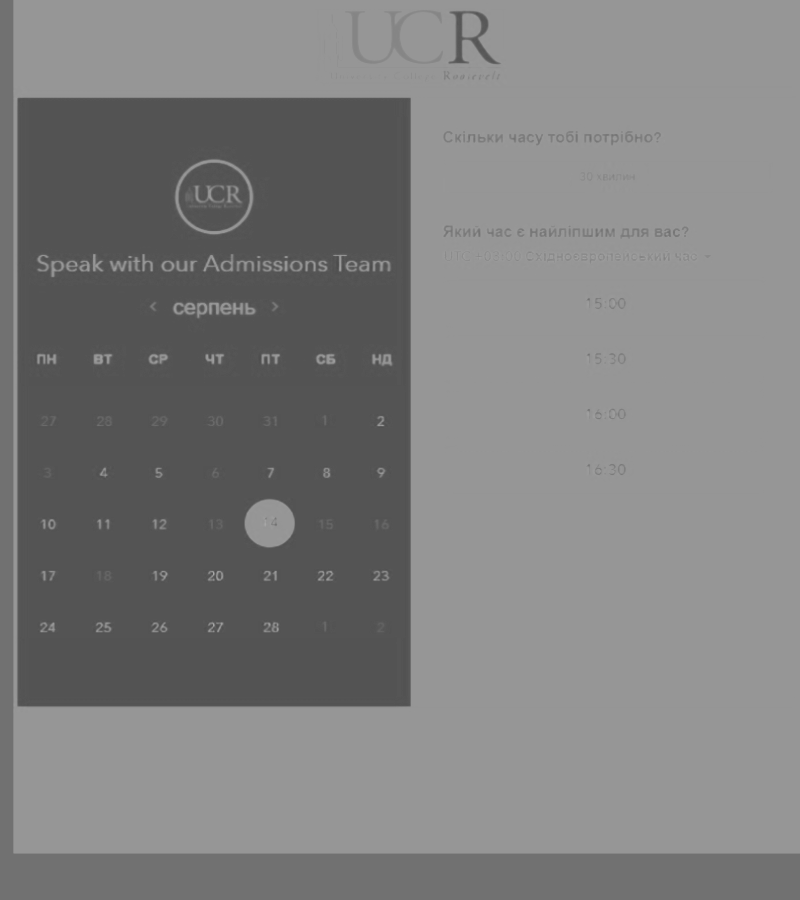 UCR
University College Roosevelt
UCR
Speak with our Admissions Team
< серпень >
ПН ВТ СР ЧТ ПТ СБ НД
27 28 29 30 31 1 2
3 4 5 6 7 8 9
10 11 12 13 14 15 16
17 18 19 20 21 22 23
24 25 26 27 28 1 2
Скільки часу тобі потрібно?
30 хвилин
Який час є найліпшим для вас?
Східноєвропейський час
15:00
15:30
16:00
16:30